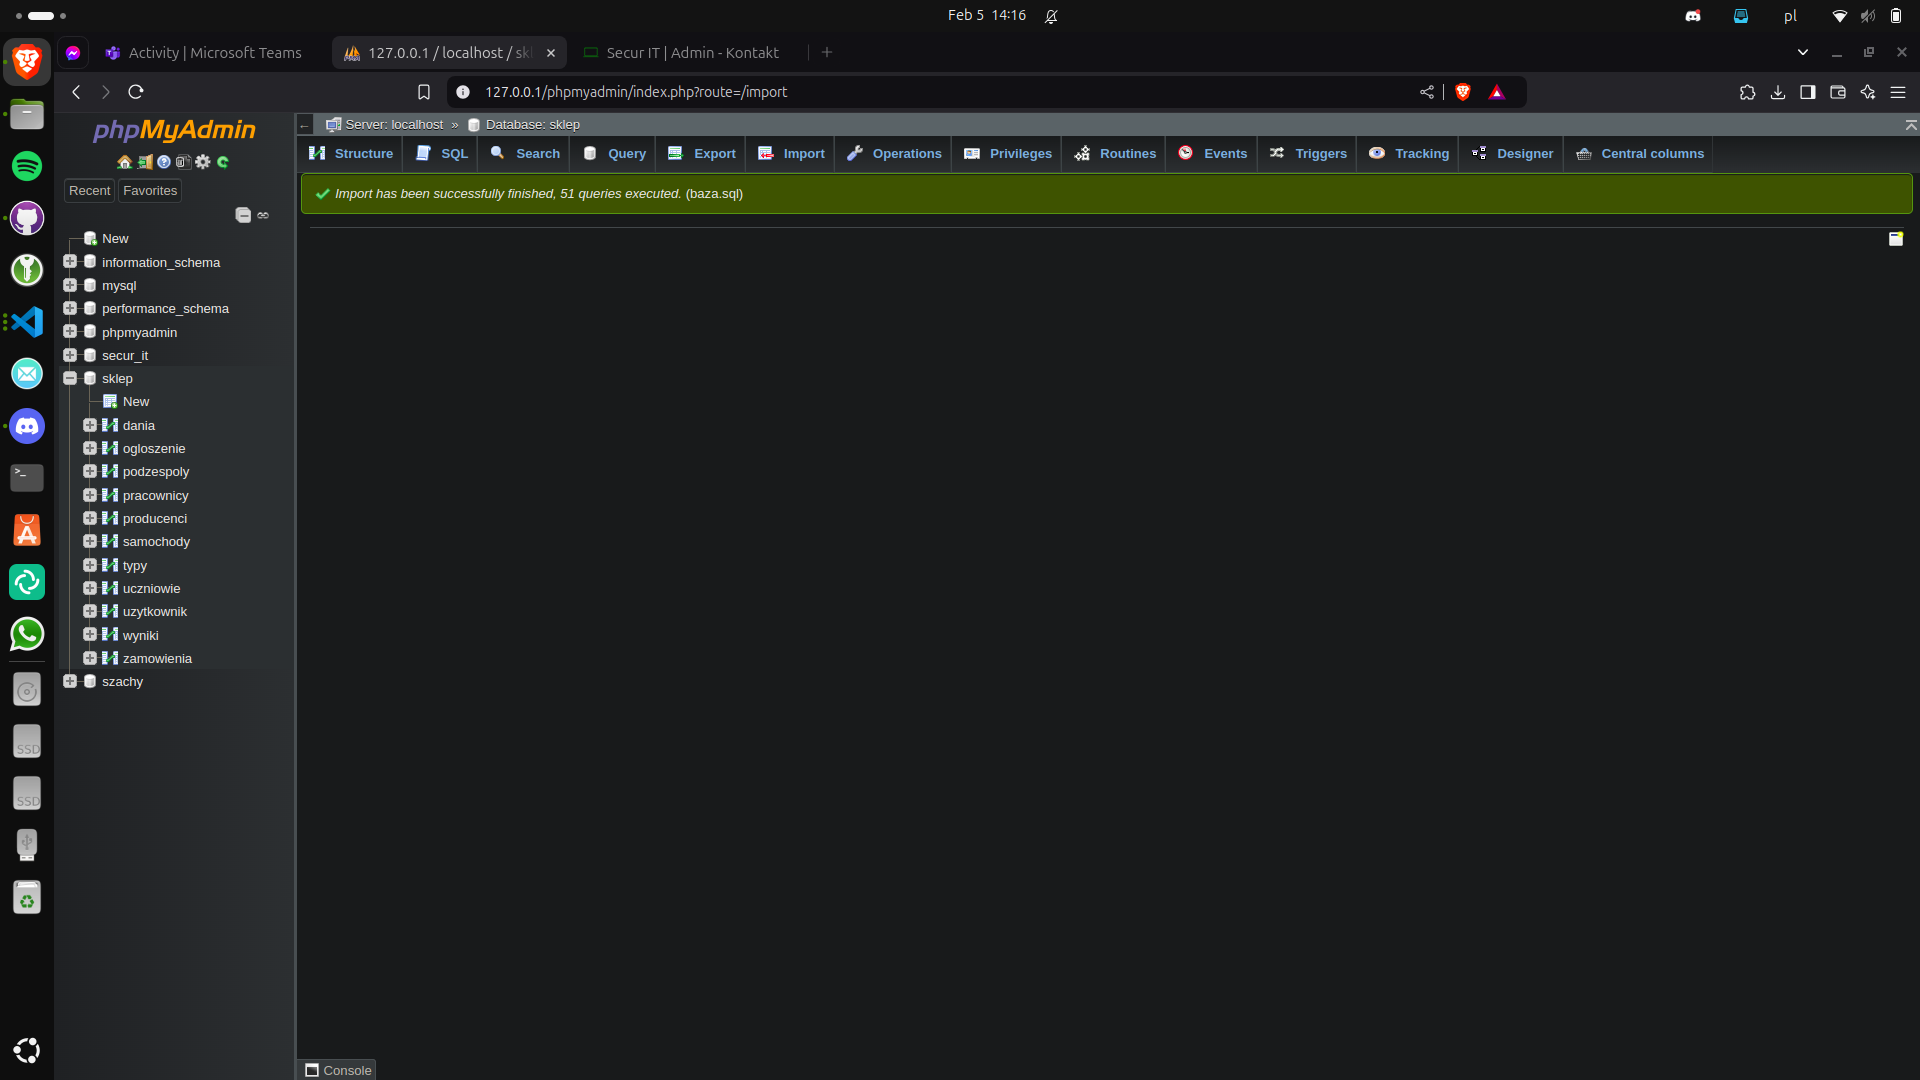 Feb 5 14:16
pl
Activity | Microsoft Teams
127.0.0.1 / localhost / sk
Secur IT | Admin - Kontakt
127.0.0.1/phpmyadmin/index.php?route=/import
phpMyAdmin
Recent
Favorites
New
information_schema
mysql
performance_schema
phpmyadmin
secur_it
sklep
New
dania
ogloszenie
podzespoly
pracownicy
producenci
samochody
typy
uczniowie
uzytkownik
wyniki
zamowienia
szachy
Server: localhost » Database: sklep
Structure
SQL
Search
Query
Export
Import
Operations
Privileges
Routines
Events
Triggers
Tracking
Designer
Central columns
Import has been successfully finished, 51 queries executed. (baza.sql)
Console
>_
SSD
SSD